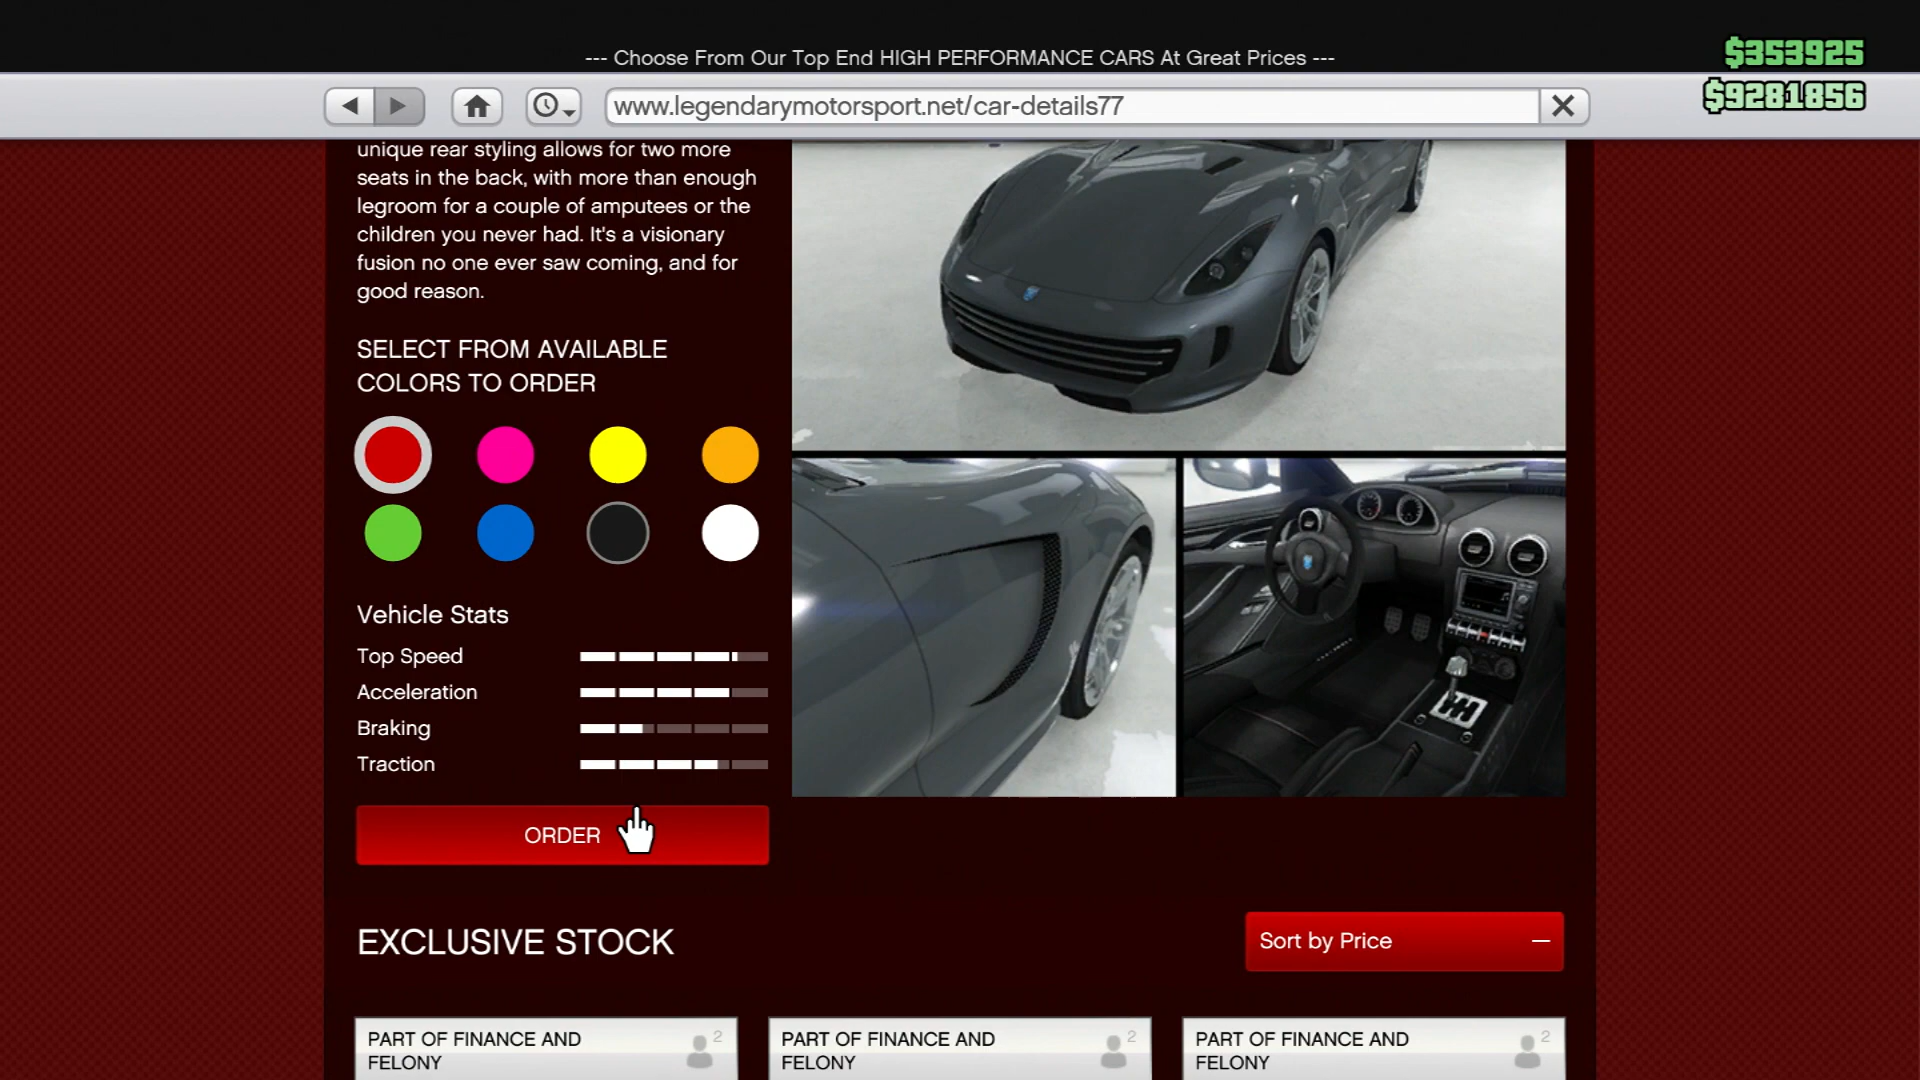 --- Choose From Our Top End HIGH PERFORMANCE CARS At Great Prices ---
$353925
$9281856
www.legendarymotorsport.net/car-details77
unique rear styling allows for two more
seats in the back, with more than enough
legroom for a couple of amputees or the
children you never had. It's a visionary
fusion no one ever saw coming, and for
good reason.
SELECT FROM AVAILABLE
COLORS TO ORDER
Vehicle Stats
Top Speed
Acceleration
Braking
Traction
ORDER
EXCLUSIVE STOCK
Sort by Price
PART OF FINANCE AND
FELONY
2
PART OF FINANCE AND
FELONY
2
PART OF FINANCE AND
FELONY
2